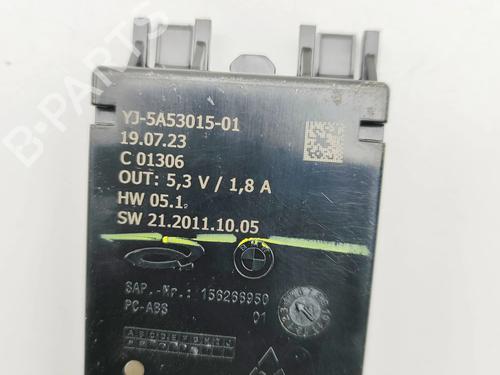 YJ-5A53015-01
19.07.23
C 01306
OUT: 5,3 V / 1,8 A
HW 05.1
SW 21.2011.10.05
SAP.-Nr.: 156266950
PC-ABS 01
B-PARTS